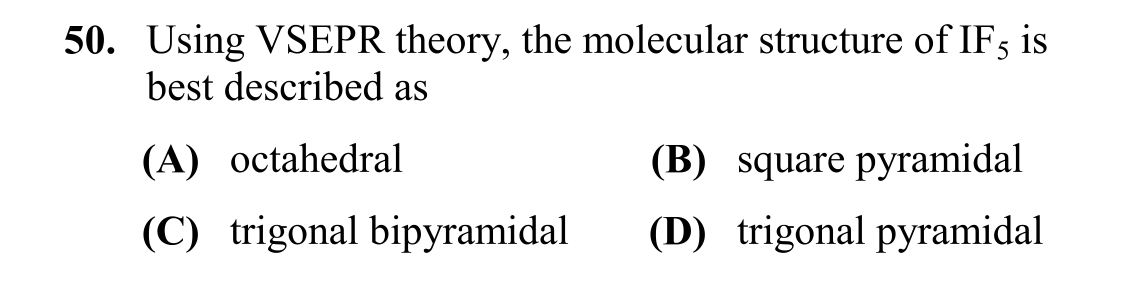 50. Using VSEPR theory, the molecular structure of IF₅ is
best described as
(A) octahedral (B) square pyramidal
(C) trigonal bipyramidal (D) trigonal pyramidal